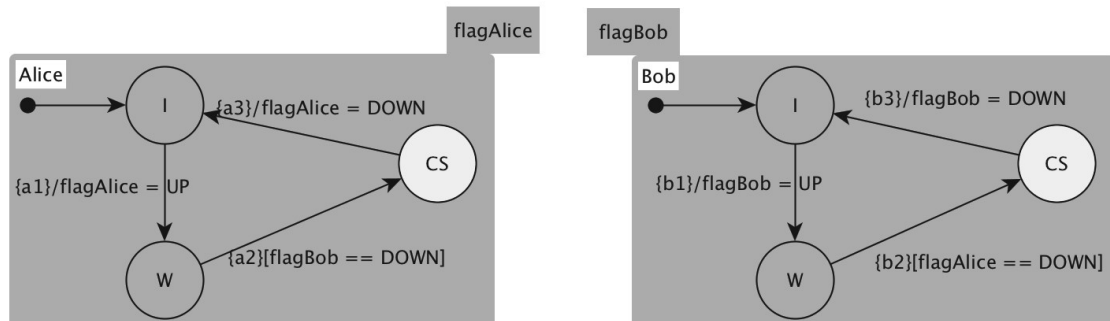 flagAlice
flagBob
Alice
Bob
I
{a3}/flagAlice = DOWN
I
{b3}/flagBob = DOWN
CS
CS
{a1}/flagAlice = UP
{b1}/flagBob = UP
{a2}[flagBob == DOWN]
{b2}[flagAlice == DOWN]
W
W